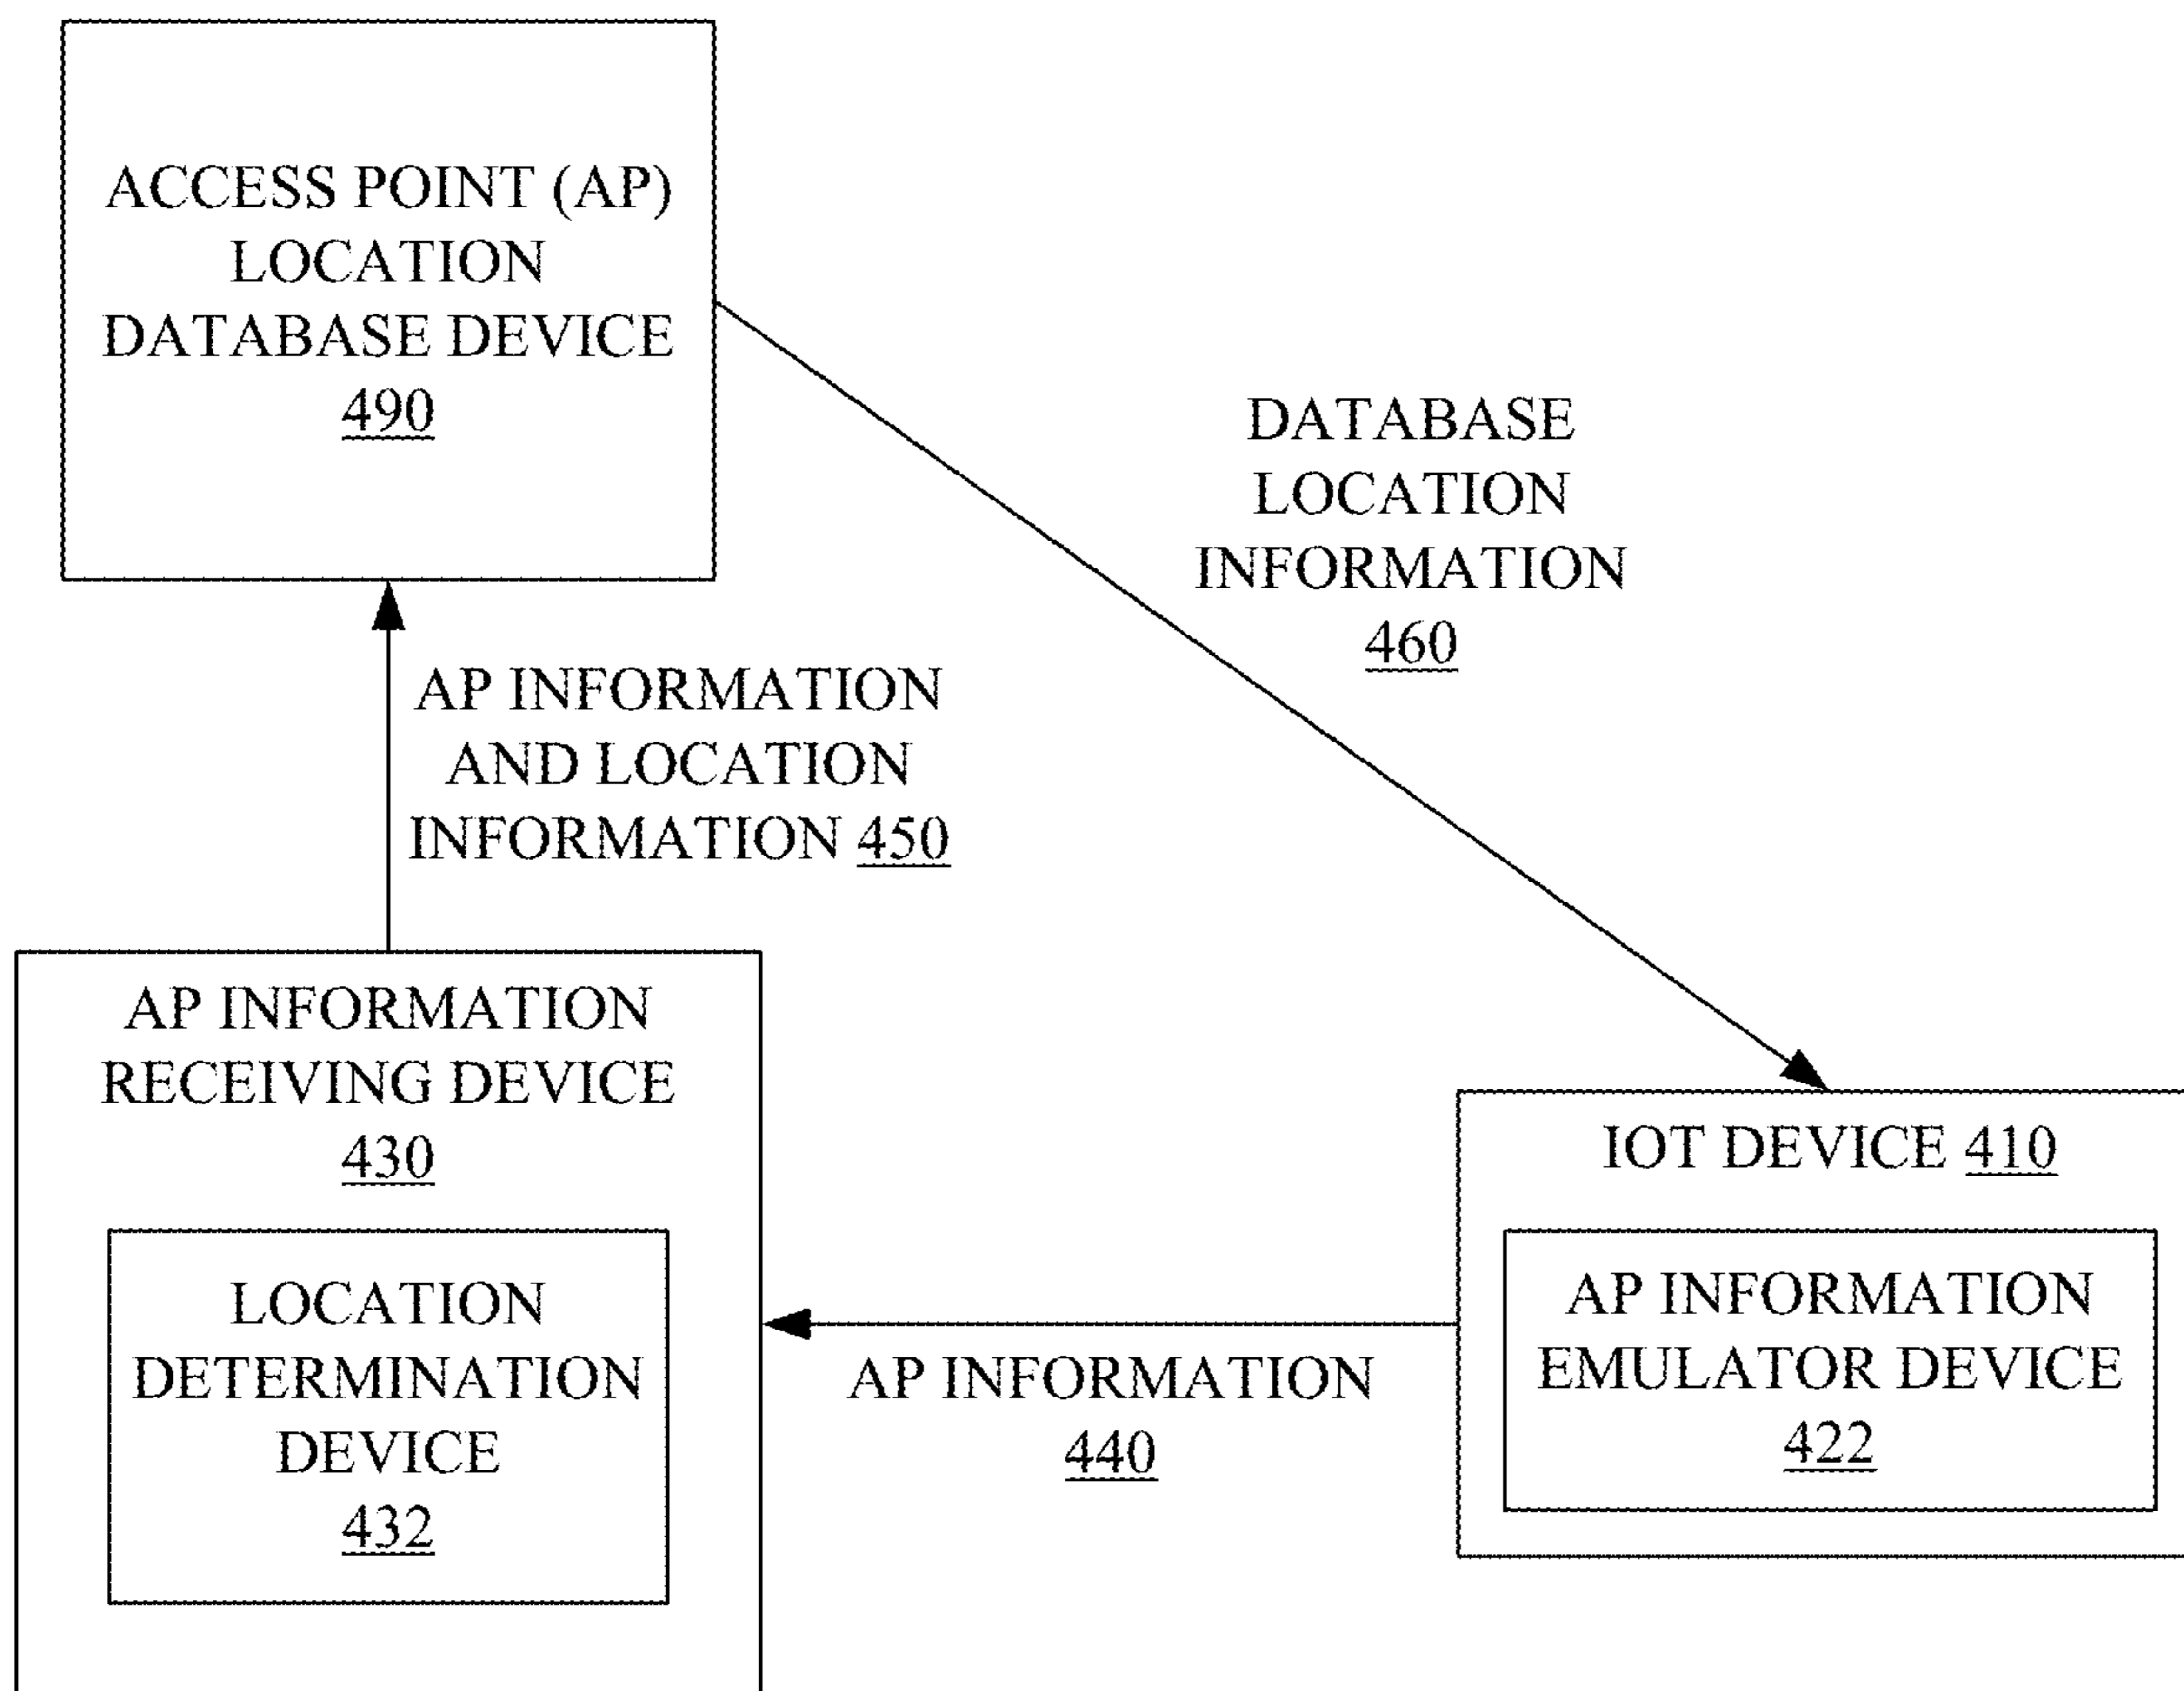 ACCESS POINT (AP)
LOCATION
DATABASE DEVICE
490
DATABASE
LOCATION
INFORMATION
460
AP INFORMATION
AND LOCATION
INFORMATION 450
AP INFORMATION
RECEIVING DEVICE
430
LOCATION
DETERMINATION
DEVICE
432
AP INFORMATION
440
IOT DEVICE 410
AP INFORMATION
EMULATOR DEVICE
422